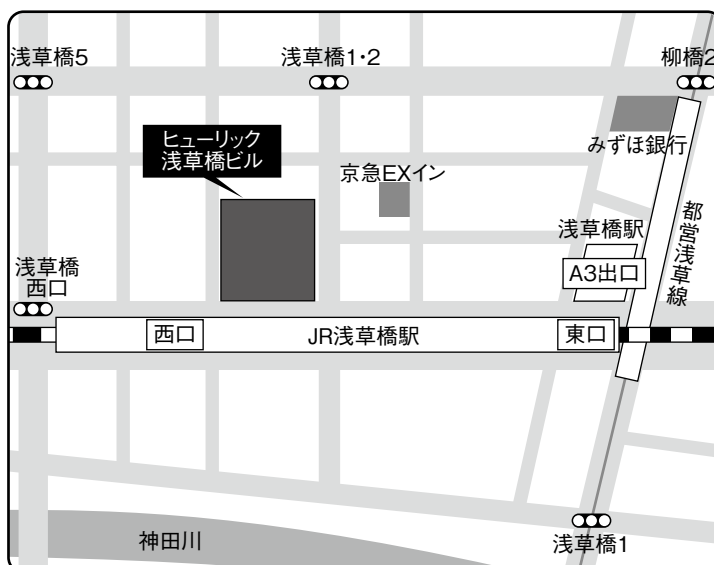 浅草橋5
浅草橋1・2
柳橋2
ヒューリック
浅草橋ビル
みずほ銀行
京急EXイン
都営浅草線
浅草橋駅
A3出口
浅草橋
西口
西口
JR浅草橋駅
東口
神田川
浅草橋1